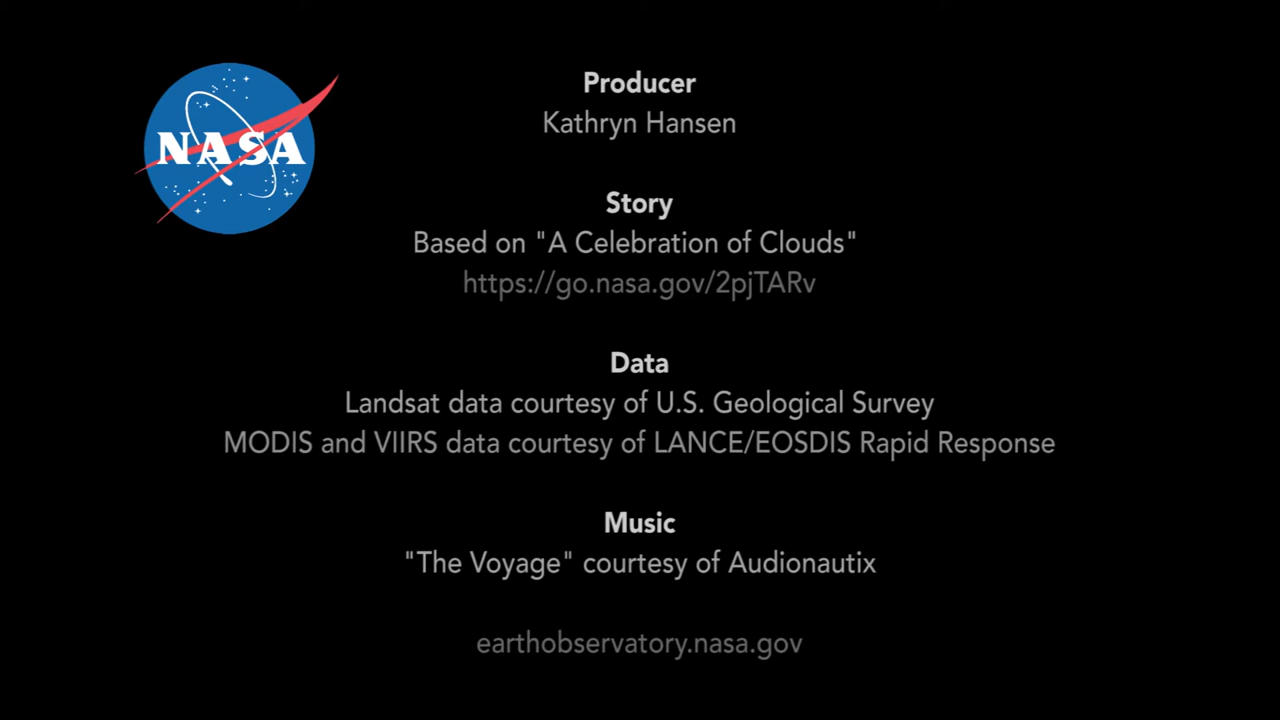 NASA
Producer
Kathryn Hansen
Story
Based on "A Celebration of Clouds"
https://go.nasa.gov/2pjTARv
Data
Landsat data courtesy of U.S. Geological Survey
MODIS and VIIRS data courtesy of LANCE/EOSDIS Rapid Response
Music
"The Voyage" courtesy of Audionautix
earthobservatory.nasa.gov